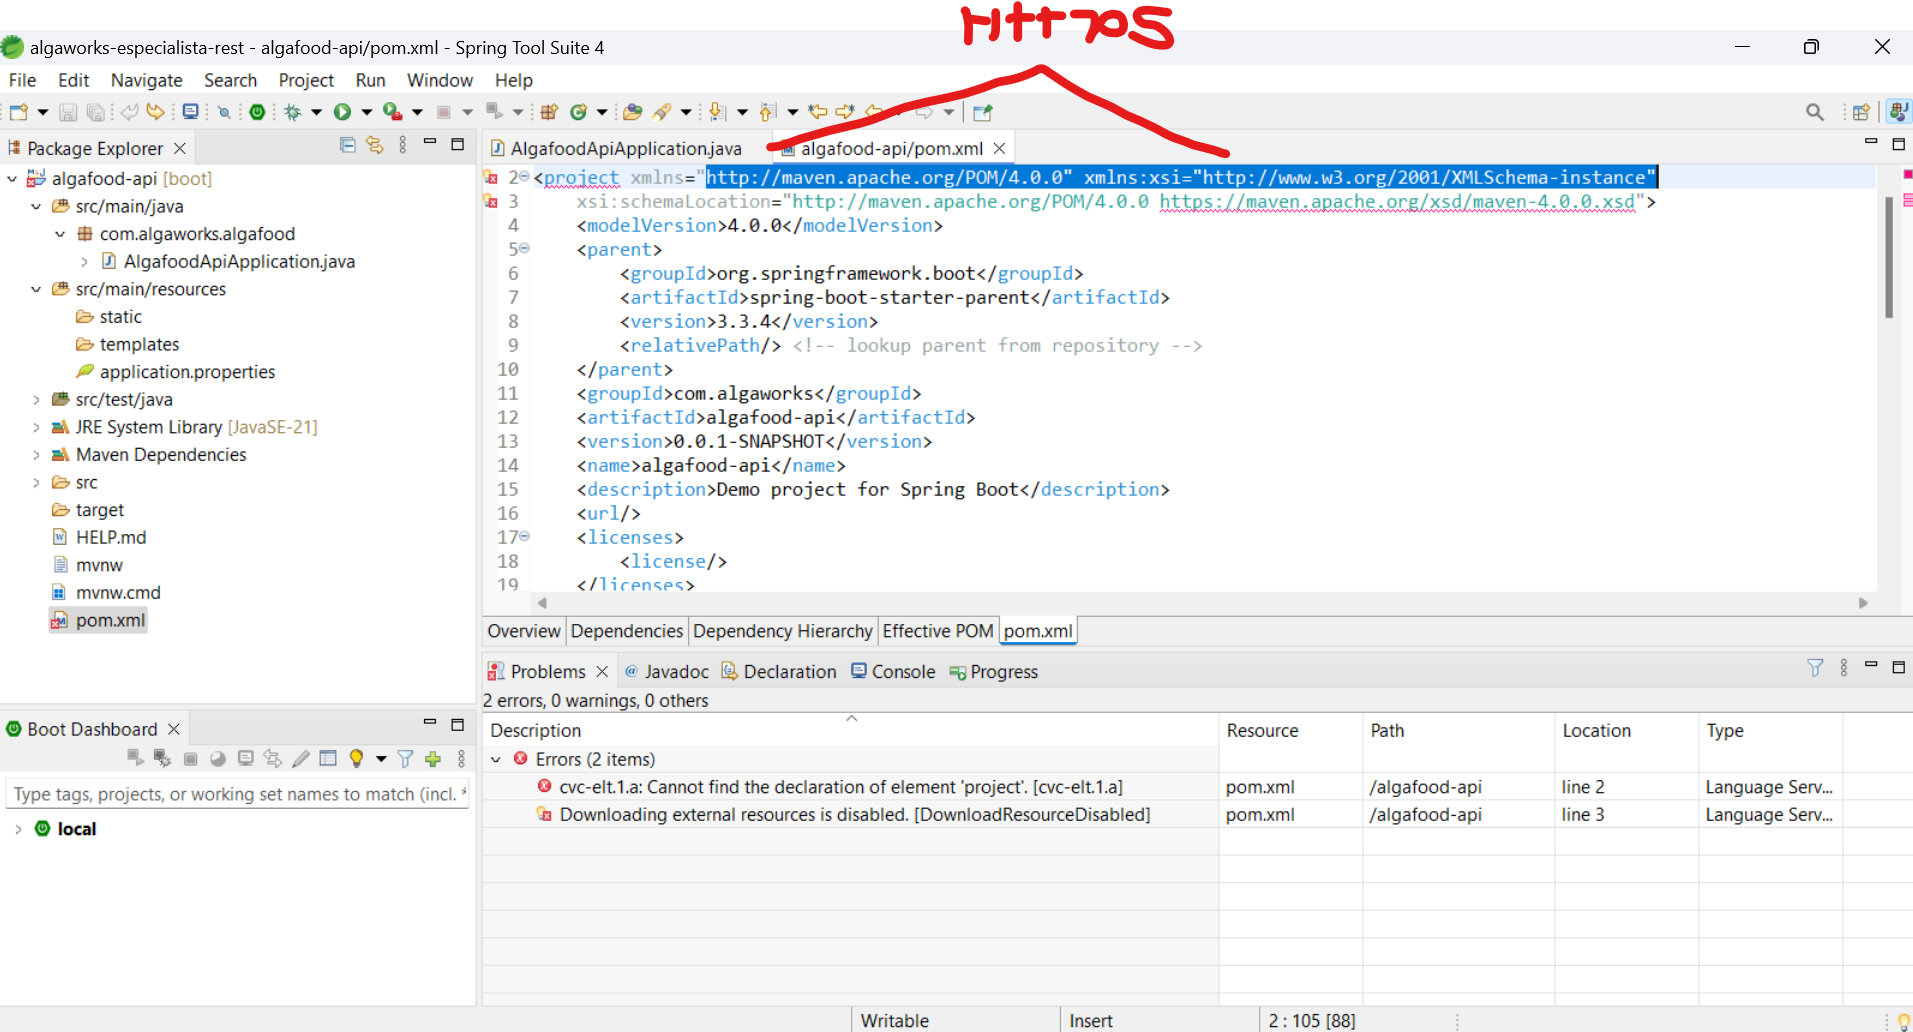 HttpS
algaworks-especialista-rest - algafood-api/pom.xml - Spring Tool Suite 4
File Edit Navigate Search Project Run Window Help
Package Explorer
algafood-api [boot]
src/main/java
com.algaworks.algafood
AlgafoodApiApplication.java
src/main/resources
static
templates
application.properties
src/test/java
JRE System Library [JavaSE-21]
Maven Dependencies
src
target
HELP.md
mvnw
mvnw.cmd
pom.xml
Boot Dashboard
Type tags, projects, or working set names to match (incl. *
local
AlgafoodApiApplication.java algafood-api/pom.xml
2 <project xmlns="http://maven.apache.org/POM/4.0.0" xmlns:xsi="http://www.w3.org/2001/XMLSchema-instance"
3 xsi:schemaLocation="http://maven.apache.org/POM/4.0.0 https://maven.apache.org/xsd/maven-4.0.0.xsd">
4 <modelVersion>4.0.0</modelVersion>
5 <parent>
6 <groupId>org.springframework.boot</groupId>
7 <artifactId>spring-boot-starter-parent</artifactId>
8 <version>3.3.4</version>
9 <relativePath/> <!-- lookup parent from repository -->
10 </parent>
11 <groupId>com.algaworks</groupId>
12 <artifactId>algafood-api</artifactId>
13 <version>0.0.1-SNAPSHOT</version>
14 <name>algafood-api</name>
15 <description>Demo project for Spring Boot</description>
16 <url/>
17 <licenses>
18 <license/>
19 </licenses>
Overview Dependencies Dependency Hierarchy Effective POM pom.xml
Problems @ Javadoc Declaration Console Progress
2 errors, 0 warnings, 0 others
Description Resource Path Location Type
Errors (2 items)
cvc-elt.1.a: Cannot find the declaration of element 'project'. [cvc-elt.1.a] pom.xml /algafood-api line 2 Language Serv...
Downloading external resources is disabled. [DownloadResourceDisabled] pom.xml /algafood-api line 3 Language Serv...
Writable Insert 2 : 105 [88]